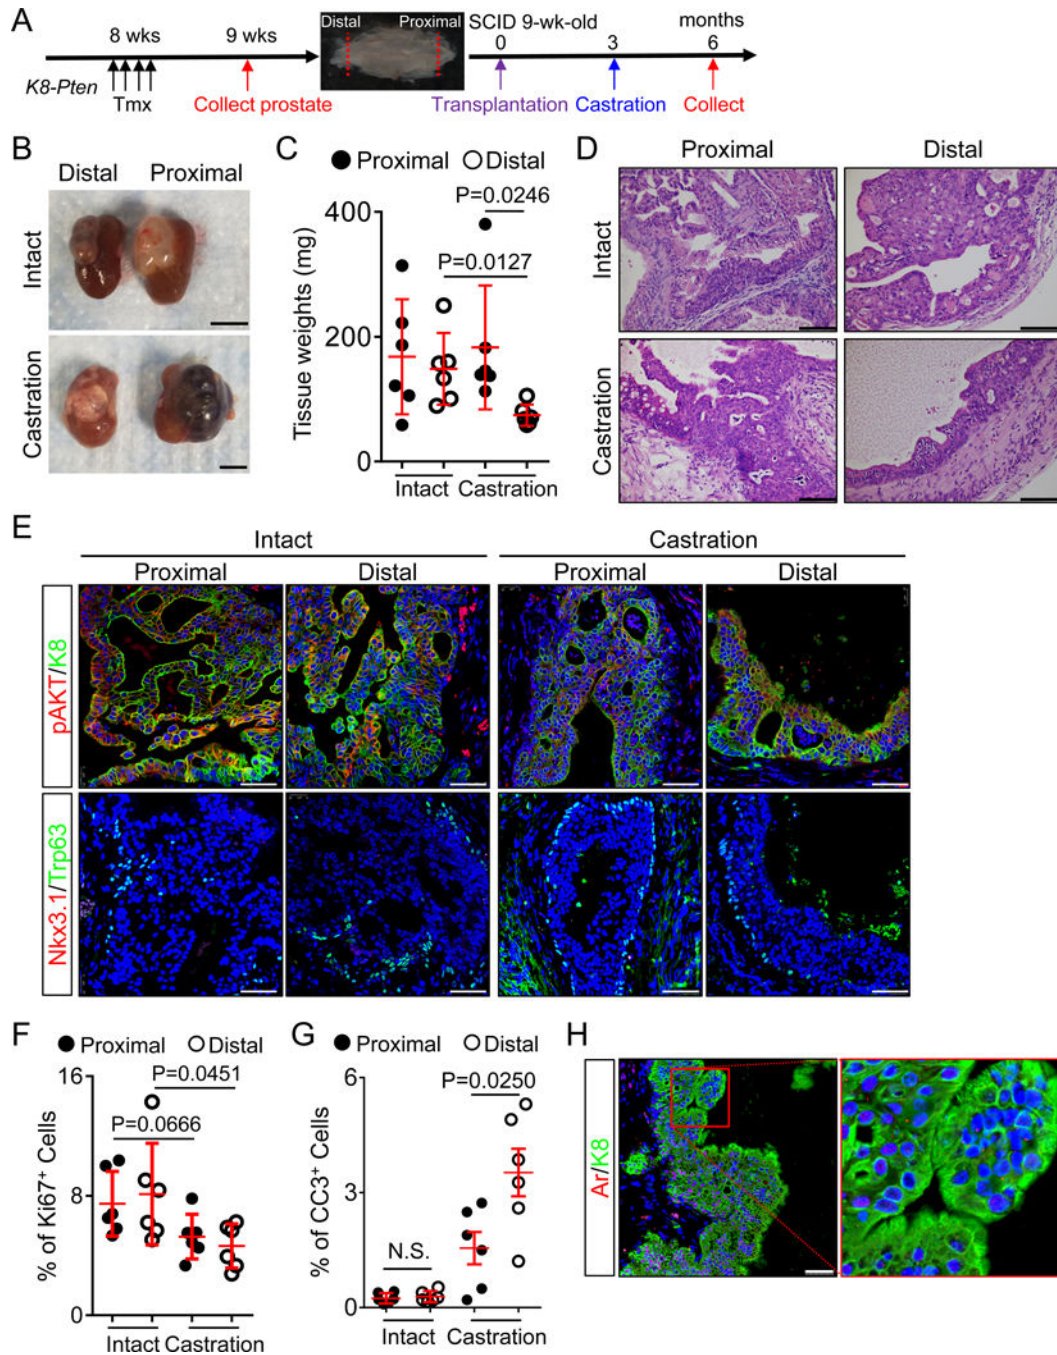 A
8 wks
9 wks
Distal
Proximal
SCID 9-wk-old
months
0
3
6
K8-Pten
Tmx
Collect prostate
Transplantation
Castration
Collect
B
Distal
Proximal
Intact
Castration
C
Proximal
Distal
P=0.0246
P=0.0127
Tissue weights (mg)
400
200
0
Intact
Castration
D
Proximal
Distal
Intact
Castration
E
Intact
Castration
Proximal
Distal
Proximal
Distal
pAKT/K8
Nkx3.1/Trp63
F
Proximal
Distal
P=0.0451
P=0.0666
% of Ki67+ Cells
16
8
0
Intact
Castration
G
Proximal
Distal
P=0.0250
N.S.
% of CC3+ Cells
6
3
0
Intact
Castration
H
Ar/K8